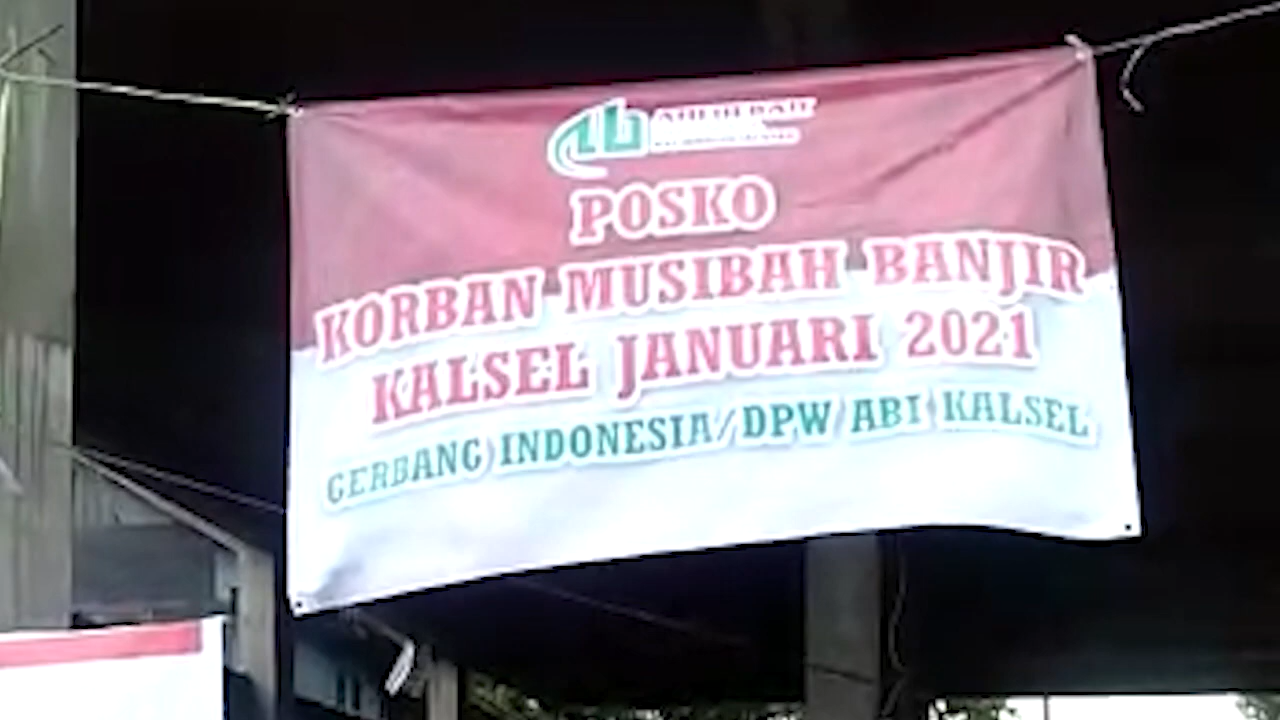 POSKO
KORBAN MUSIBAH BANJIR
KALSEL JANUARI 2021
GERBANG INDONESIA/DPW ABI KALSEL